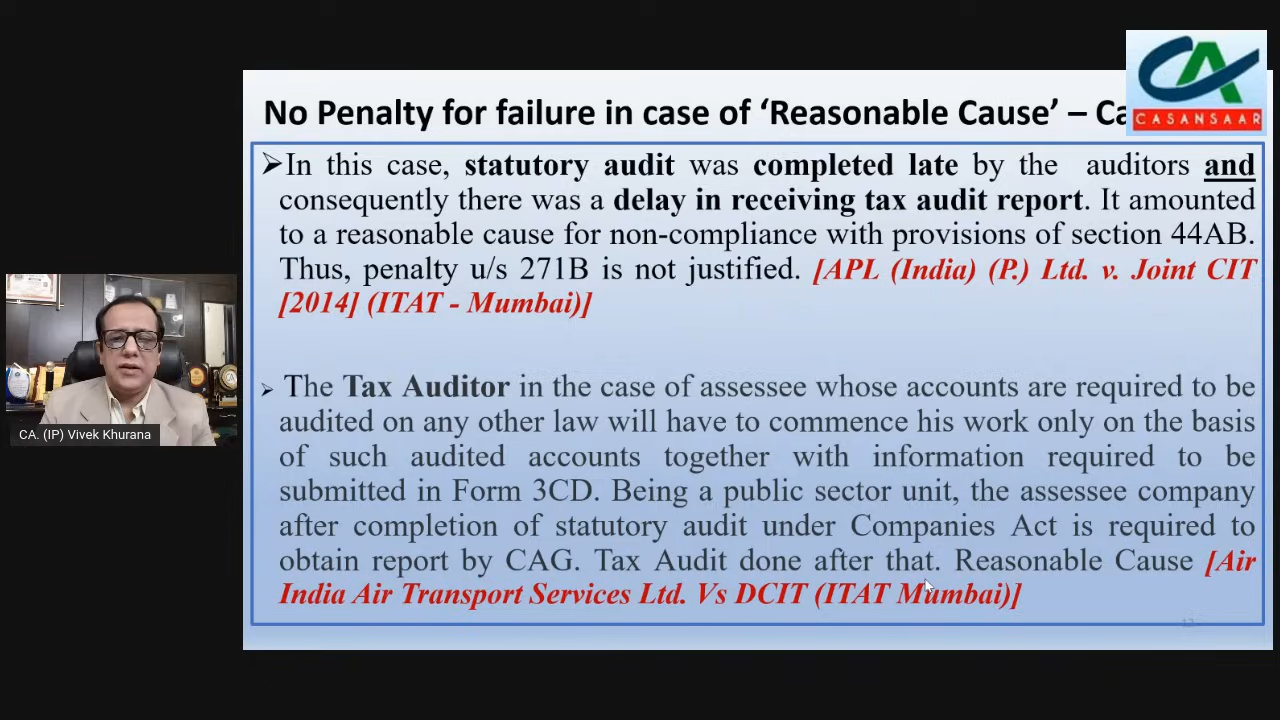 No Penalty for failure in case of ‘Reasonable Cause’ – Ca
CA
CASANSAAR
➢In this case, statutory audit was completed late by the auditors and
consequently there was a delay in receiving tax audit report. It amounted
to a reasonable cause for non-compliance with provisions of section 44AB.
Thus, penalty u/s 271B is not justified. [APL (India) (P.) Ltd. v. Joint CIT
[2014] (ITAT - Mumbai)]
➢ The Tax Auditor in the case of assessee whose accounts are required to be
audited on any other law will have to commence his work only on the basis
of such audited accounts together with information required to be
submitted in Form 3CD. Being a public sector unit, the assessee company
after completion of statutory audit under Companies Act is required to
obtain report by CAG. Tax Audit done after that. Reasonable Cause [Air
India Air Transport Services Ltd. Vs DCIT (ITAT Mumbai)]
CA. (IP) Vivek Khurana